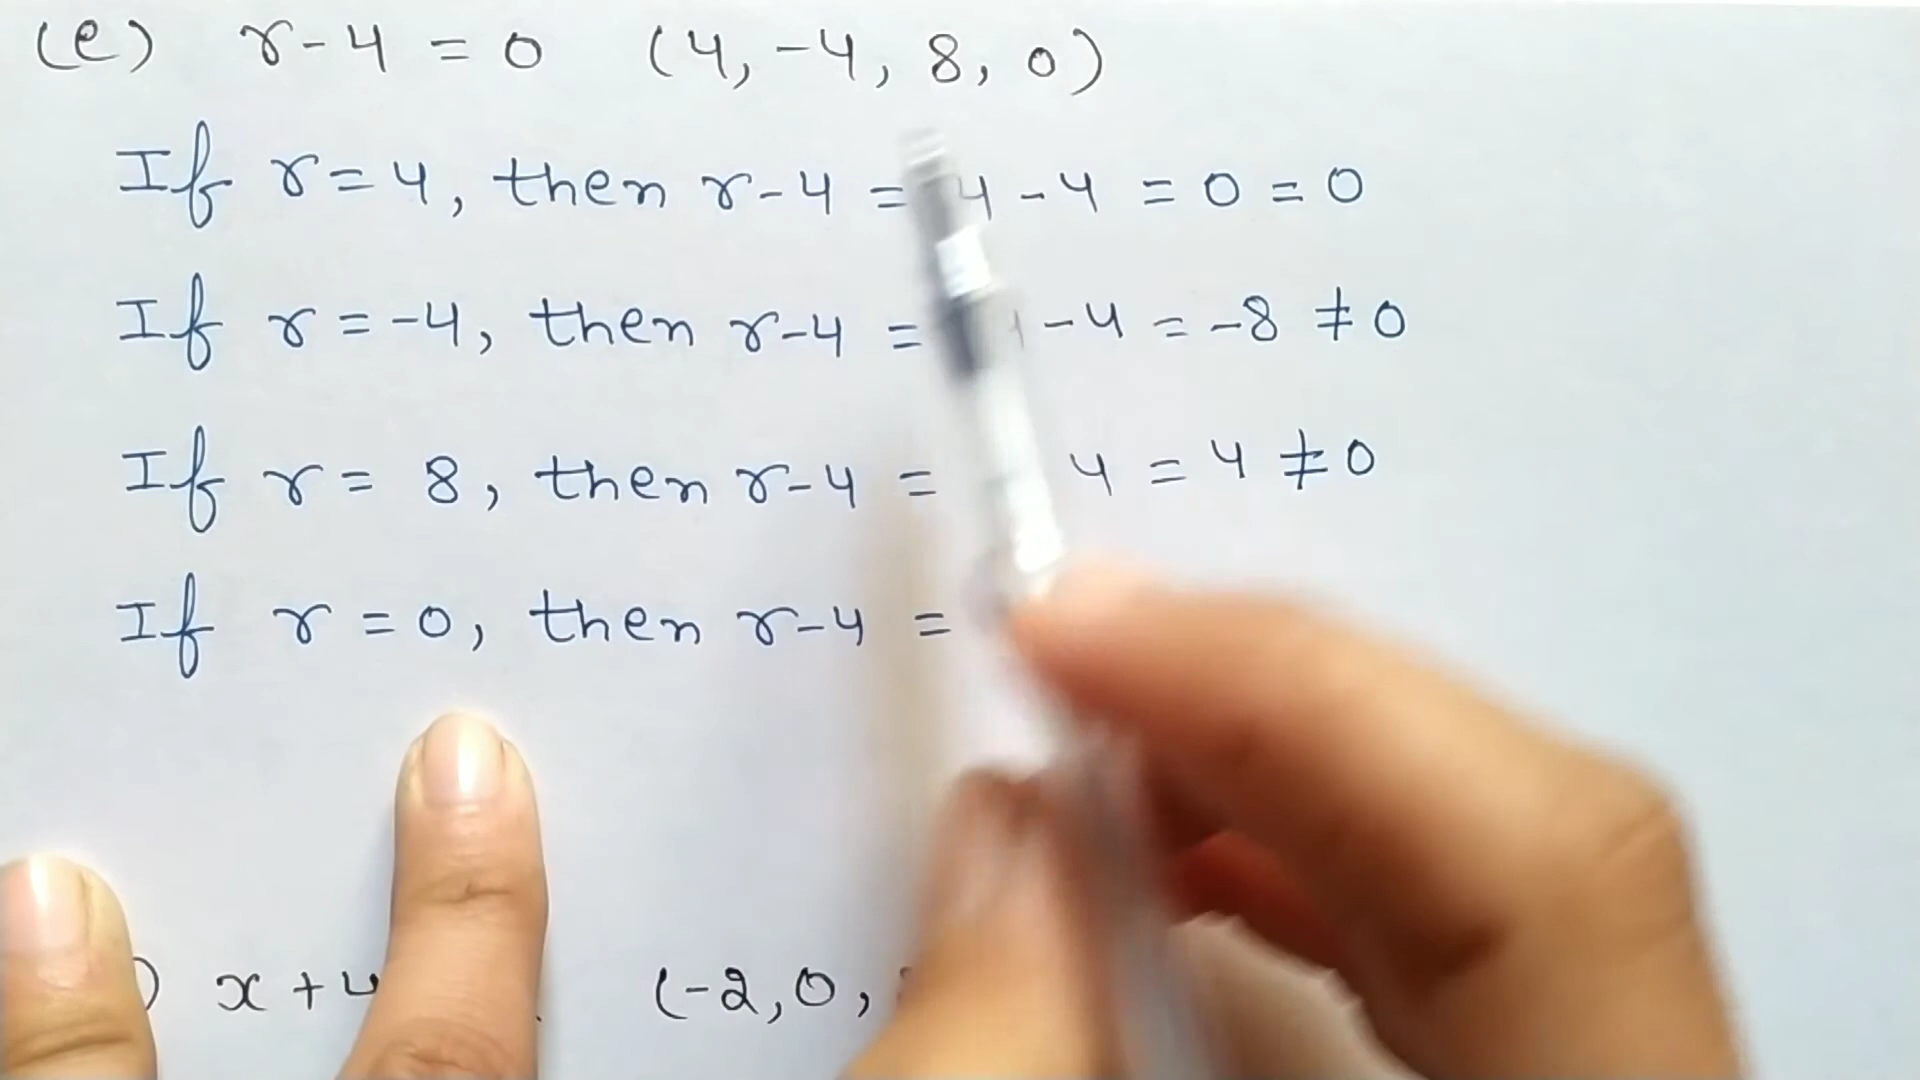 (e) r-4 = 0 (4, -4, 8, 0)
If r=4, then r-4 = 4-4 = 0 = 0
If r=-4, then r-4 = -4 = -8 ≠ 0
If r= 8, then r-4 = 4 = 4 ≠ 0
If r=0, then r-4 =
) x+4 (-2,0,